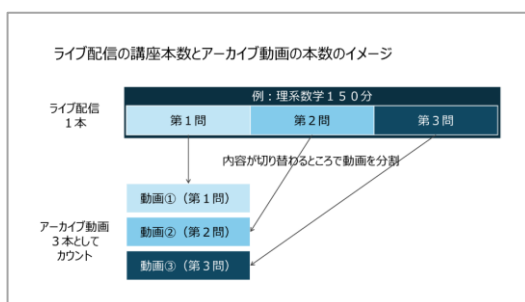 ライブ配信の講座本数とアーカイブ動画の本数のイメージ
例：理系数学１５０分
ライブ配信
１本
第１問
第２問
第３問
内容が切り替わるところで動画を分割
アーカイブ動画
３本として
カウント
動画①（第１問）
動画②（第２問）
動画③（第３問）